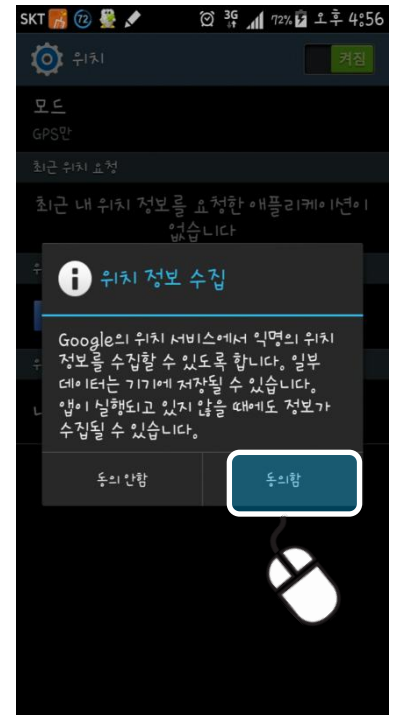 SKT 72 3G 72% 오후 4:56
위치 켜짐
모드
GPS만
최근 위치 요청
최근 내 위치 정보를 요청한 애플리케이션이
없습니다
위치 정보 수집
Google의 위치 서비스에서 익명의 위치
정보를 수집할 수 있도록 합니다. 일부
데이터는 기기에 저장될 수 있습니다.
앱이 실행되고 있지 않을 때에도 정보가
수집될 수 있습니다.
동의 안함 동의함